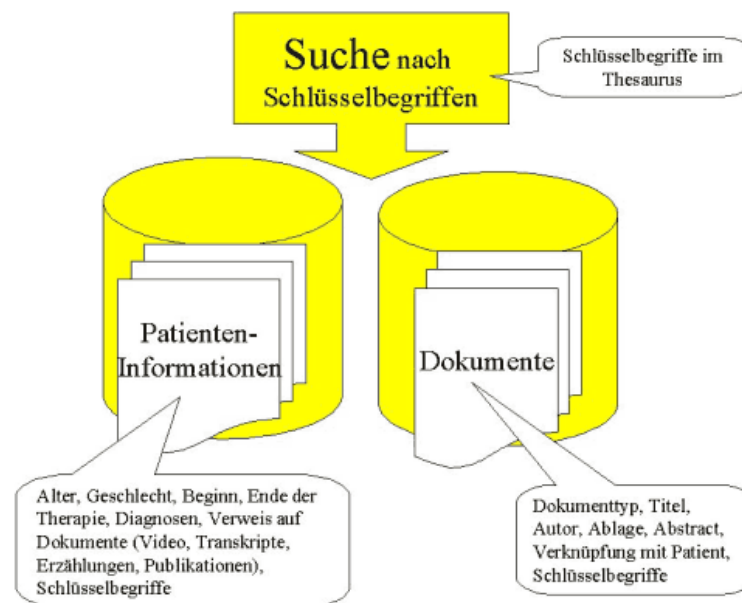 Suche nach
Schlüsselbegriffen
Schlüsselbegriffe im
Thesaurus
Patienten-
Informationen
Dokumente
Alter, Geschlecht, Beginn, Ende der
Therapie, Diagnosen, Verweis auf
Dokumente (Video, Transkripte,
Erzählungen, Publikationen),
Schlüsselbegriffe
Dokumenttyp, Titel,
Autor, Ablage, Abstract,
Verknüpfung mit Patient,
Schlüsselbegriffe